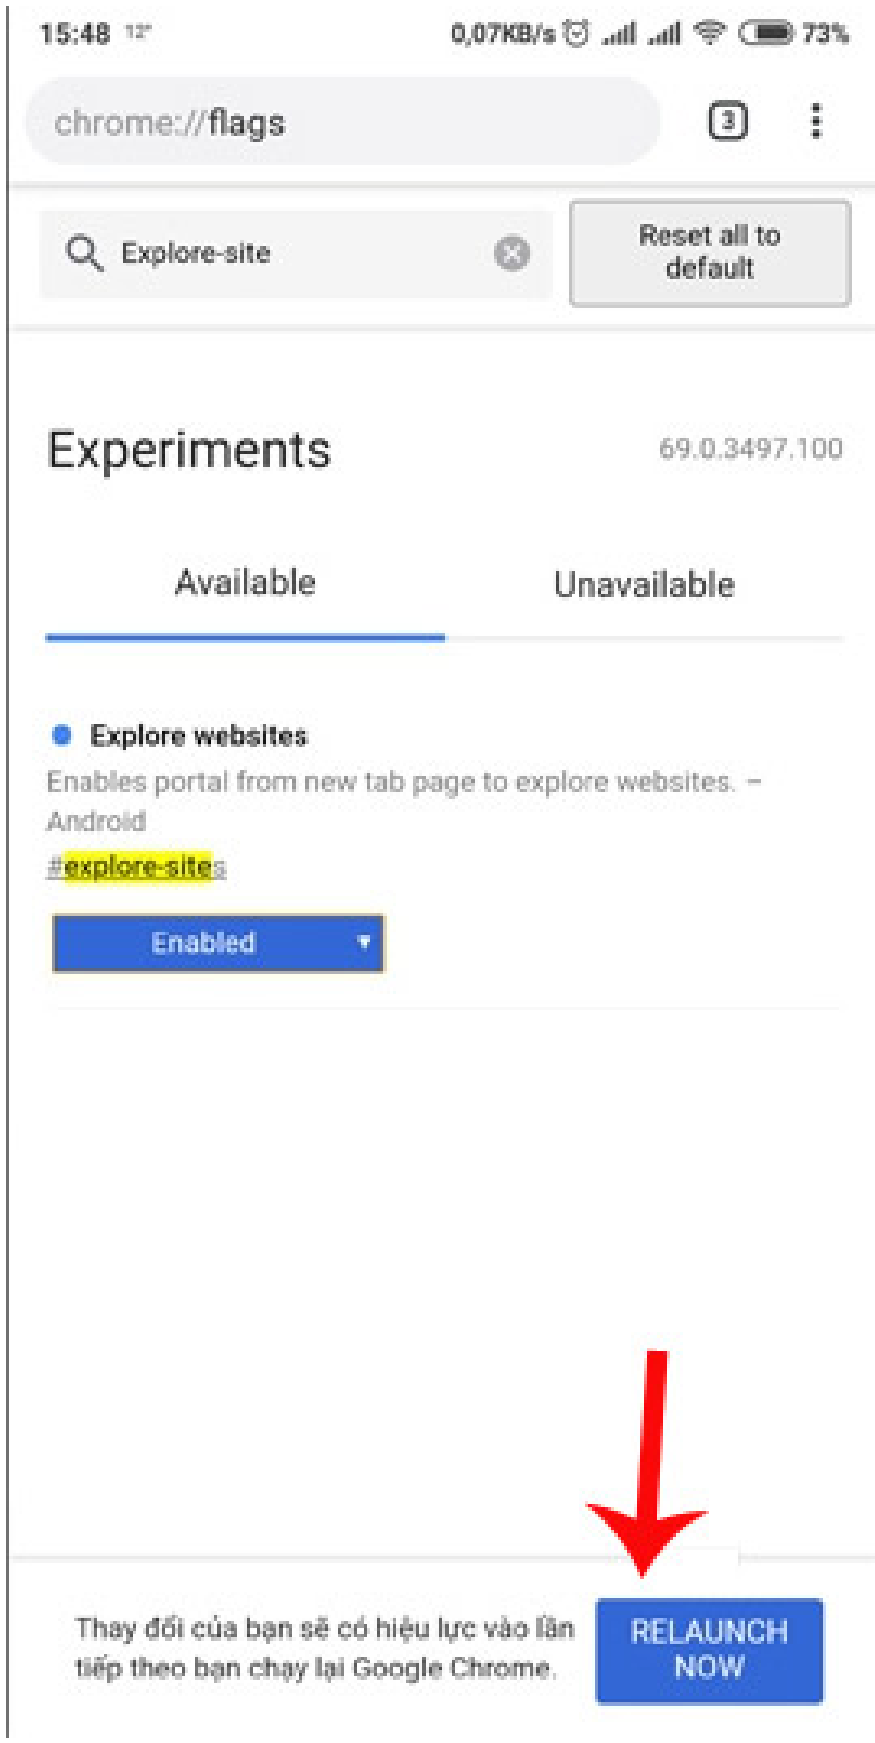 15:48 12° 0,07KB/s 73%
chrome://flags 3
Explore-site
Reset all to
default
Experiments 69.0.3497.100
Available Unavailable
Explore websites
Enables portal from new tab page to explore websites. –
Android
#explore-sites
Enabled
Thay đổi của bạn sẽ có hiệu lực vào lần
tiếp theo bạn chạy lại Google Chrome.
RELAUNCH
NOW